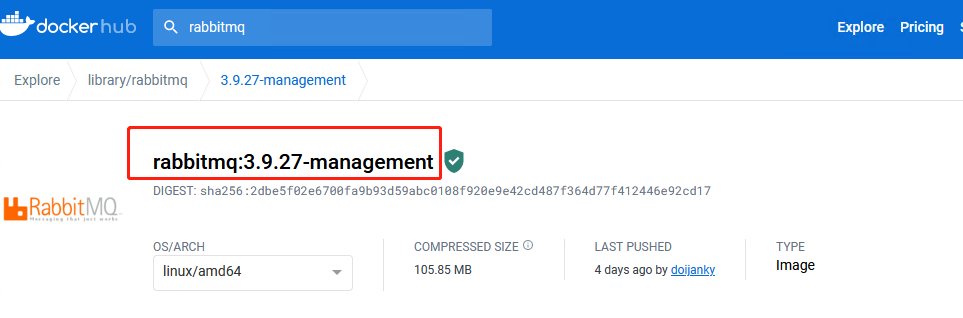 docker hub
rabbitmq
Explore Pricing
Explore library/rabbitmq 3.9.27-management
rabbitmq:3.9.27-management
DIGEST: sha256:2dbe5f02e6700fa9b93d59abc0108f920e9e42cd487f364d77f412446e92cd17
RabbitMQ
Messaging that just works
OS/ARCH
linux/amd64
COMPRESSED SIZE
105.85 MB
LAST PUSHED
4 days ago by doijanky
TYPE
Image